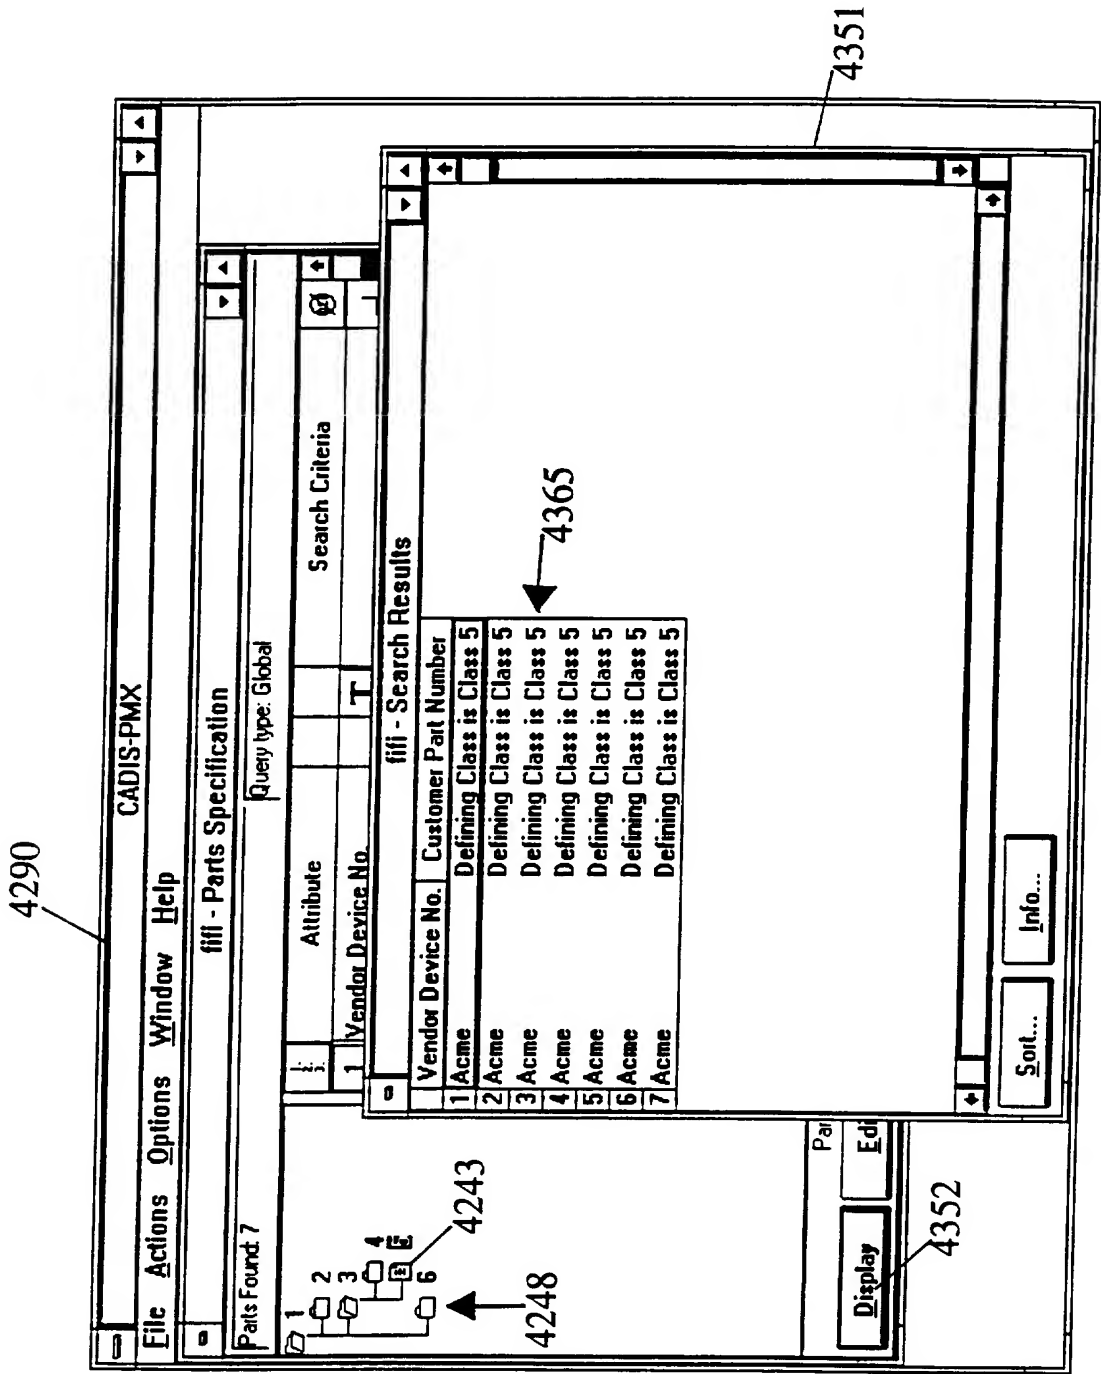 4290
CADIS-PMX
File Actions Options Window Help
fifi - Parts Specification
Parts Found: 7
Query type: Global
Attribute
Search Criteria
1 Vendor Device No.
T
fifi - Search Results
Vendor Device No. Customer Part Number
1 Acme Defining Class is Class 5
2 Acme Defining Class is Class 5
3 Acme Defining Class is Class 5
4 Acme Defining Class is Class 5
5 Acme Defining Class is Class 5
6 Acme Defining Class is Class 5
7 Acme Defining Class is Class 5
4365
1
2
3
4
6
4243
4248
Par
Display
Edi
4352
Sort...
Info...
4351